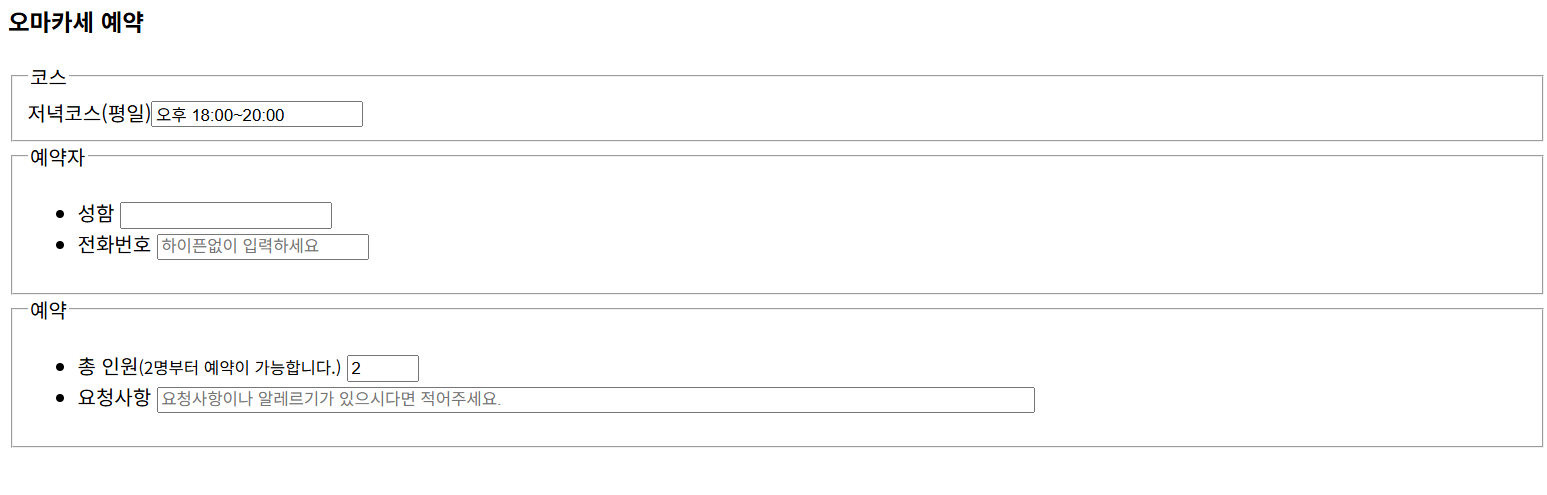 오마카세 예약
코스
저녁코스(평일) 오후 18:00~20:00
예약자
성함
전화번호 하이픈없이 입력하세요
예약
총 인원(2명부터 예약이 가능합니다.) 2
요청사항 요청사항이나 알레르기가 있으시다면 적어주세요.